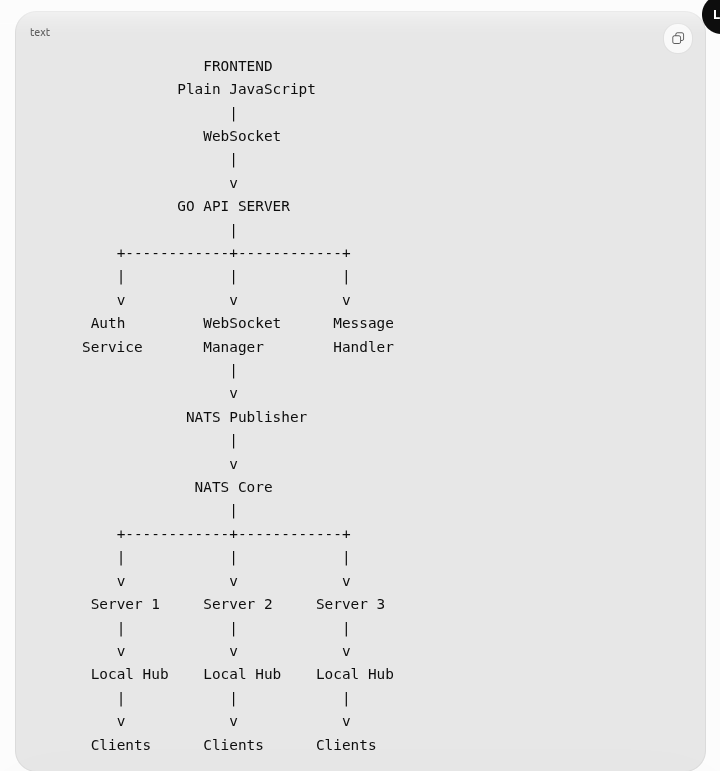 text
                    FRONTEND
                 Plain JavaScript
                       |
                    WebSocket
                       |
                       v
                 GO API SERVER
                       |
          +------------+------------+
          |            |            |
          v            v            v
       Auth         WebSocket      Message
      Service       Manager        Handler
                       |
                       v
                  NATS Publisher
                       |
                       v
                   NATS Core
                       |
          +------------+------------+
          |            |            |
          v            v            v
       Server 1     Server 2     Server 3
          |            |            |
          v            v            v
       Local Hub    Local Hub    Local Hub
          |            |            |
          v            v            v
       Clients      Clients      Clients